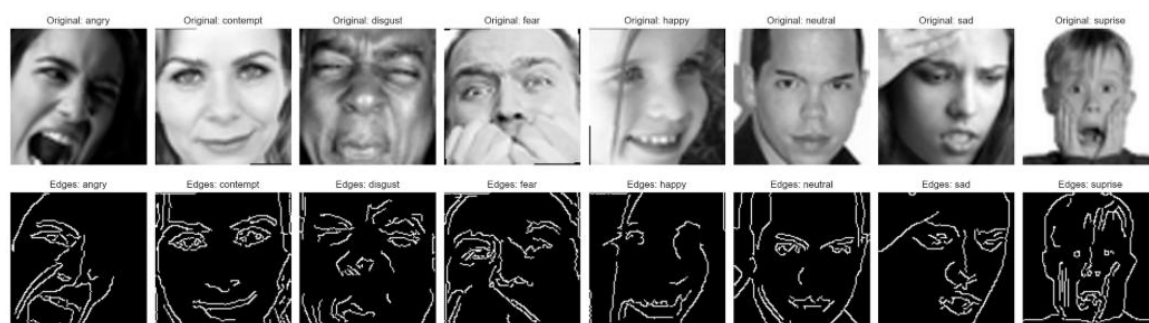 Original: angry
Original: contempt
Original: disgust
Original: fear
Original: happy
Original: neutral
Original: sad
Original: suprise
Edges: angry
Edges: contempt
Edges: disgust
Edges: fear
Edges: happy
Edges: neutral
Edges: sad
Edges: suprise